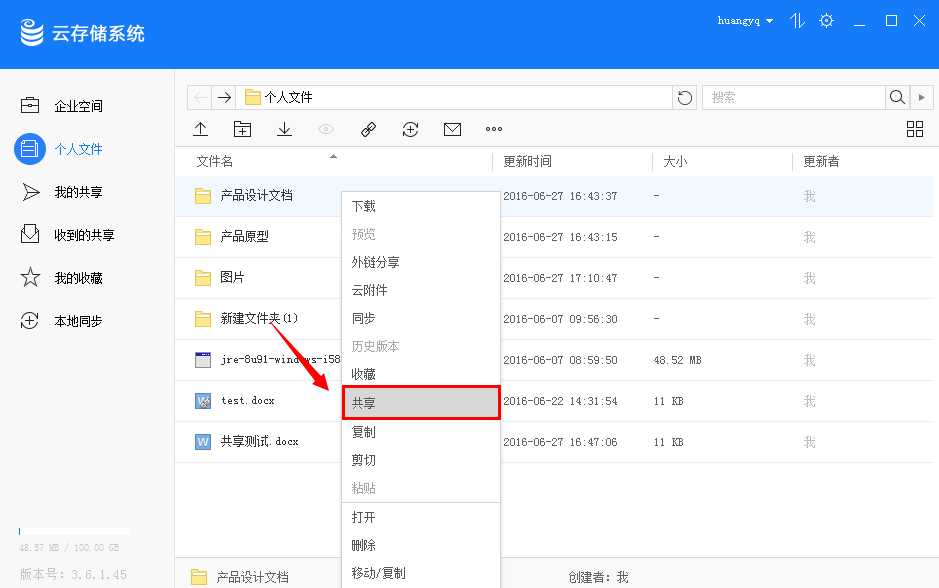 云存储系统
huangyq
企业空间
个人文件
我的共享
收到的共享
我的收藏
本地同步
个人文件
搜索
文件名 更新时间 大小 更新者
产品设计文档 2016-06-27 16:43:37 - 我
产品原型 2016-06-27 16:43:15 - 我
图片 2016-06-27 17:10:47 - 我
新建文件夹(1) 2016-06-07 09:56:30 - 我
jre-8u91-windows-i58 2016-06-07 08:59:50 48.52 MB 我
test.docx 2016-06-22 14:31:54 11 KB 我
共享测试.docx 2016-06-27 16:47:06 11 KB 我
下载
预览
外链分享
云附件
同步
历史版本
收藏
共享
复制
剪切
粘贴
打开
删除
移动/复制
48.57 MB / 100.00 GB
版本号: 3.6.1.45
产品设计文档
创建者: 我